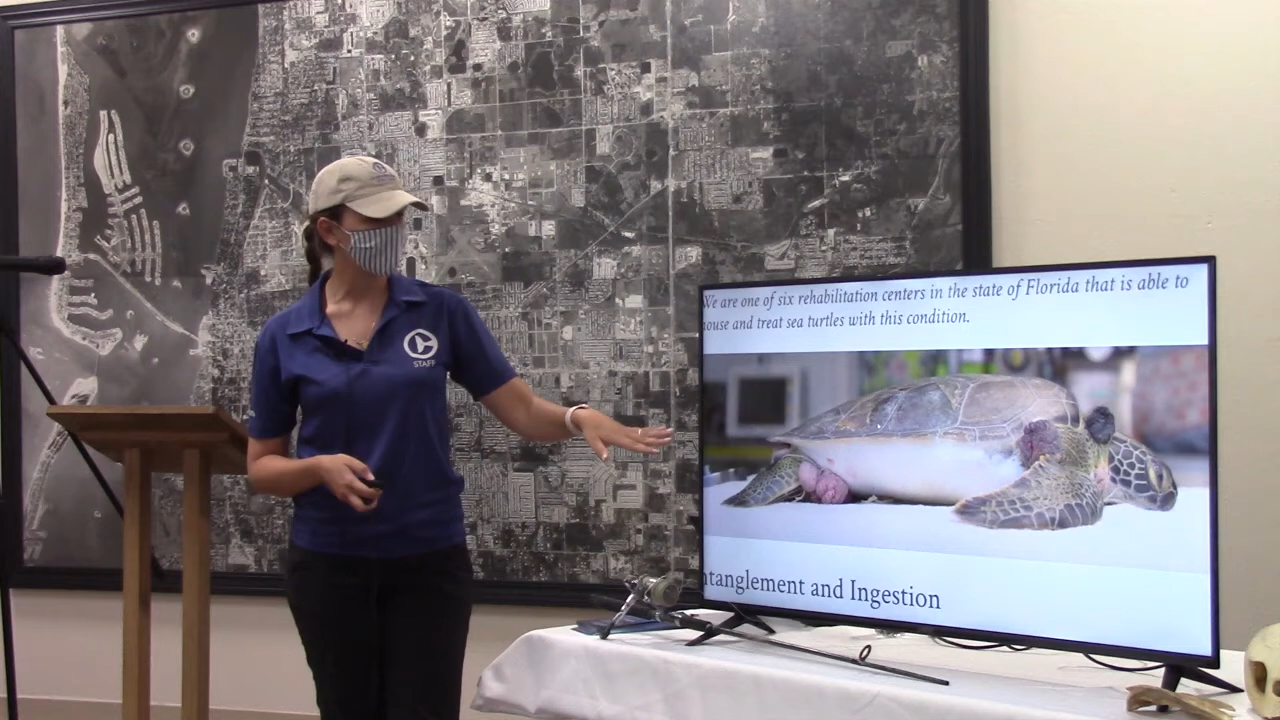 We are one of six rehabilitation centers in the state of Florida that is able to
house and treat sea turtles with this condition.
STAFF
ntanglement and Ingestion